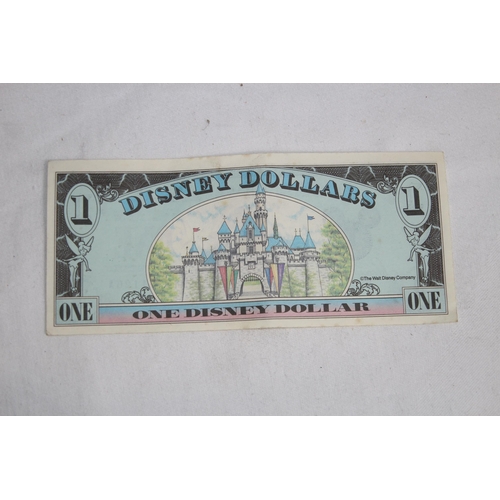 DISNEY DOLLARS
1 1
©The Walt Disney Company
ONE ONE
ONE DISNEY DOLLAR